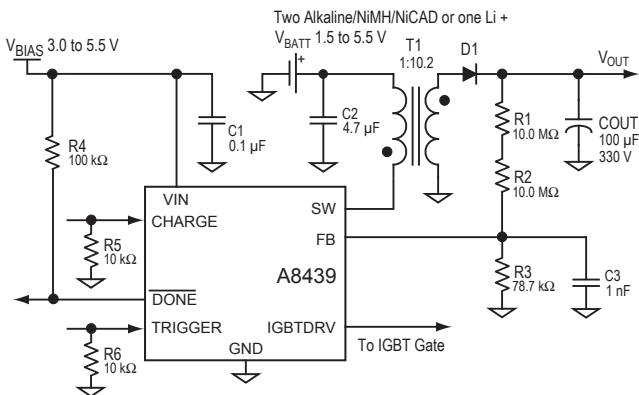 Two Alkaline/NiMH/NiCAD or one Li +
V_BIAS 3.0 to 5.5 V
V_BATT 1.5 to 5.5 V
T1
1:10.2
D1
V_OUT
+
C1
0.1 µF
C2
4.7 µF
R1
10.0 MΩ
COUT
100 µF
330 V
R4
100 kΩ
R2
10.0 MΩ
VIN
SW
CHARGE
FB
R5
10 kΩ
A8439
R3
78.7 kΩ
C3
1 nF
DONE
TRIGGER
IGBTDRV
To IGBT Gate
GND
R6
10 kΩ